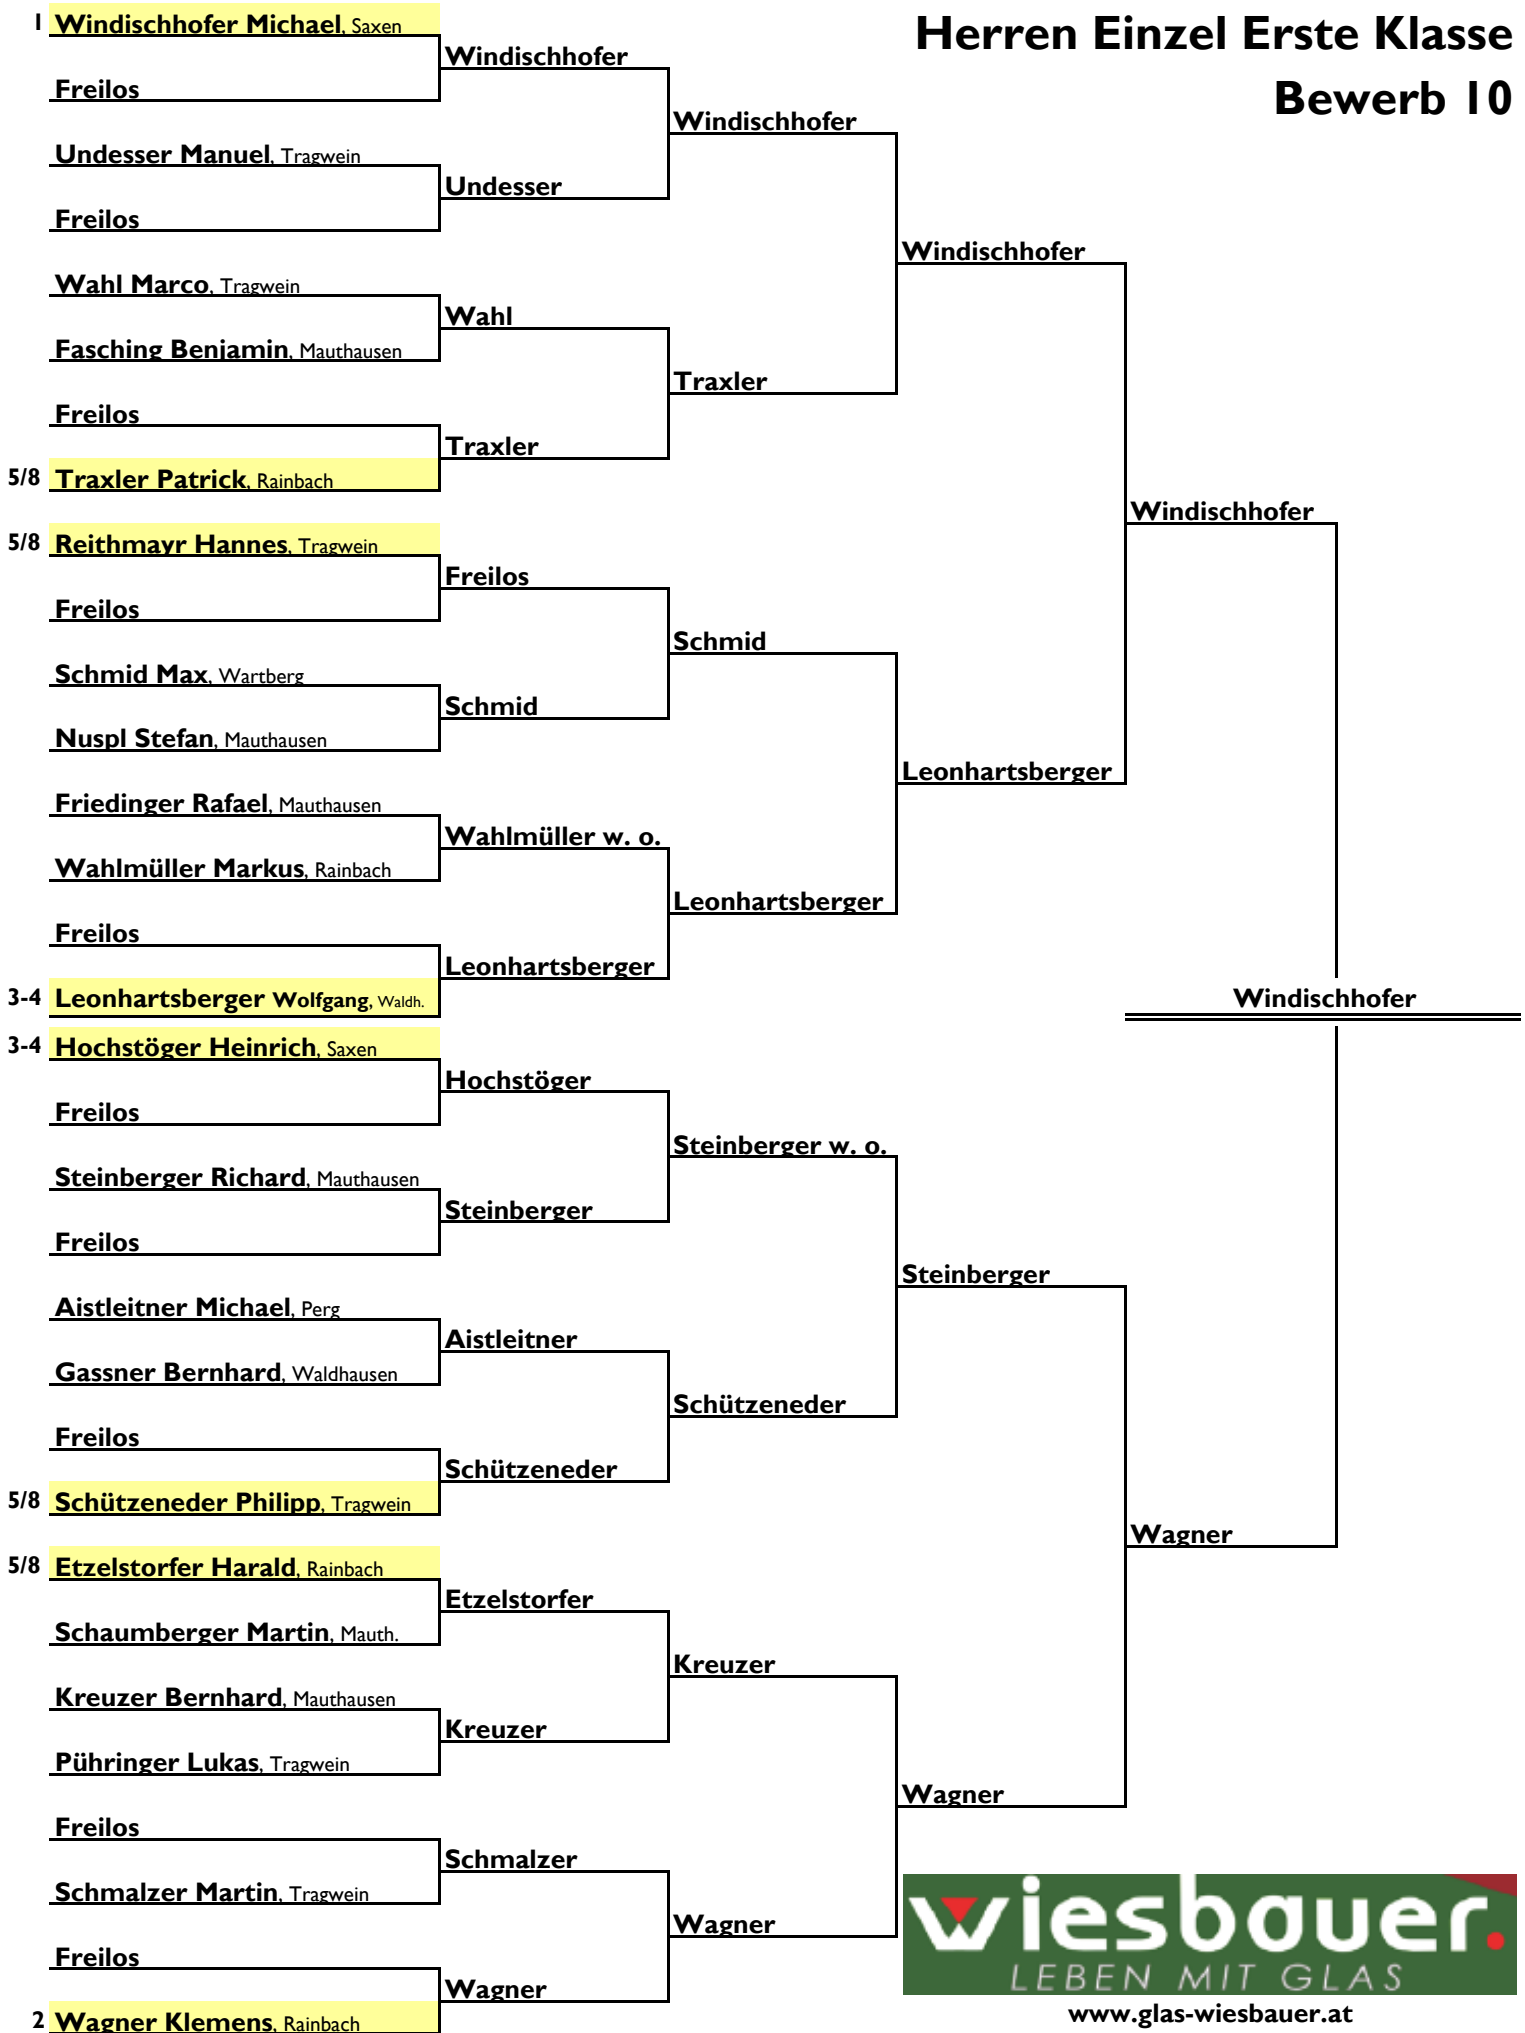 Herren Einzel Erste Klasse
Bewerb 10
1 Windischhofer Michael, Saxen
Windischhofer
Freilos
Windischhofer
Undesser Manuel, Tragwein
Undesser
Freilos
Windischhofer
Wahl Marco, Tragwein
Wahl
Fasching Benjamin, Mauthausen
Traxler
Freilos
Traxler
5/8 Traxler Patrick, Rainbach
Windischhofer
5/8 Reithmayr Hannes, Tragwein
Freilos
Freilos
Schmid
Schmid Max, Wartberg
Schmid
Nuspl Stefan, Mauthausen
Leonhartsberger
Friedinger Rafael, Mauthausen
Wahlmüller w. o.
Wahlmüller Markus, Rainbach
Leonhartsberger
Freilos
Leonhartsberger
3-4 Leonhartsberger Wolfgang, Waldh.
Windischhofer
3-4 Hochstöger Heinrich, Saxen
Hochstöger
Freilos
Steinberger w. o.
Steinberger Richard, Mauthausen
Steinberger
Freilos
Steinberger
Aistleitner Michael, Perg
Aistleitner
Gassner Bernhard, Waldhausen
Schützeneder
Freilos
Schützeneder
5/8 Schützeneder Philipp, Tragwein
Wagner
5/8 Etzelstorfer Harald, Rainbach
Etzelstorfer
Schaumberger Martin, Mauth.
Kreuzer
Kreuzer Bernhard, Mauthausen
Kreuzer
Pühringer Lukas, Tragwein
Wagner
Freilos
Schmalzer
Schmalzer Martin, Tragwein
Wagner
Freilos
Wagner
2 Wagner Klemens, Rainbach
wiesbauer.
LEBEN MIT GLAS
www.glas-wiesbauer.at